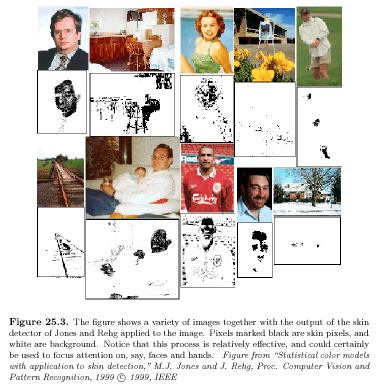 Figure 25.3. The figure shows a variety of images together with the output of the skin
detector of Jones and Rehg applied to the image. Pixels marked black are skin pixels, and
white are background. Notice that this process is relatively effective, and could certainly
be used to focus attention on, say, faces and hands. Figure from “Statistical color models
with application to skin detection,” M.J. Jones and J. Rehg, Proc. Computer Vision and
Pattern Recognition, 1999 © 1999, IEEE